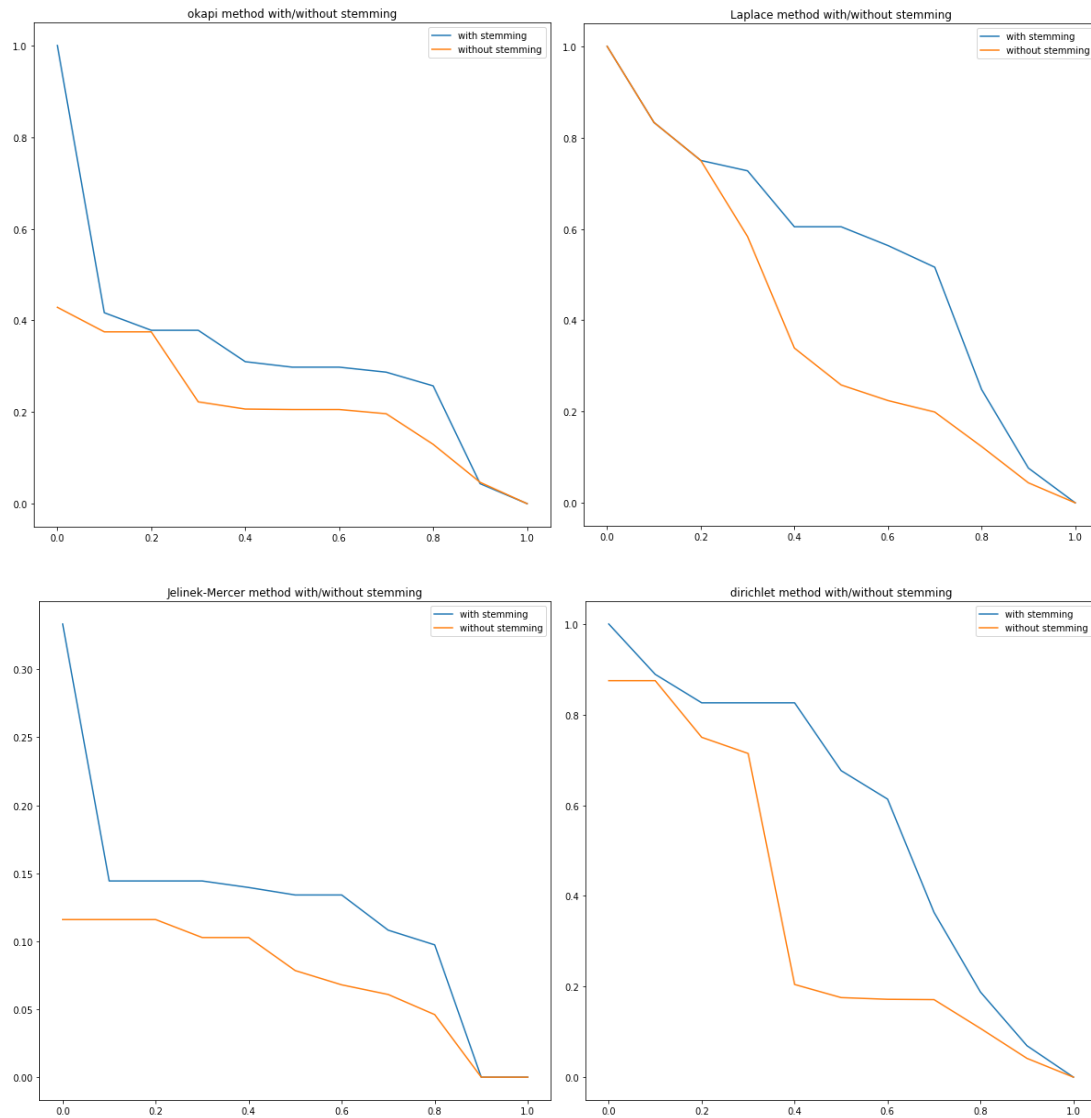 okapi method with/without stemming
with stemming
without stemming
1.0
0.8
0.6
0.4
0.2
0.0
0.0 0.2 0.4 0.6 0.8 1.0
Laplace method with/without stemming
with stemming
without stemming
1.0
0.8
0.6
0.4
0.2
0.0
0.0 0.2 0.4 0.6 0.8 1.0
Jelinek-Mercer method with/without stemming
with stemming
without stemming
0.30
0.25
0.20
0.15
0.10
0.05
0.00
0.0 0.2 0.4 0.6 0.8 1.0
dirichlet method with/without stemming
with stemming
without stemming
1.0
0.8
0.6
0.4
0.2
0.0
0.0 0.2 0.4 0.6 0.8 1.0